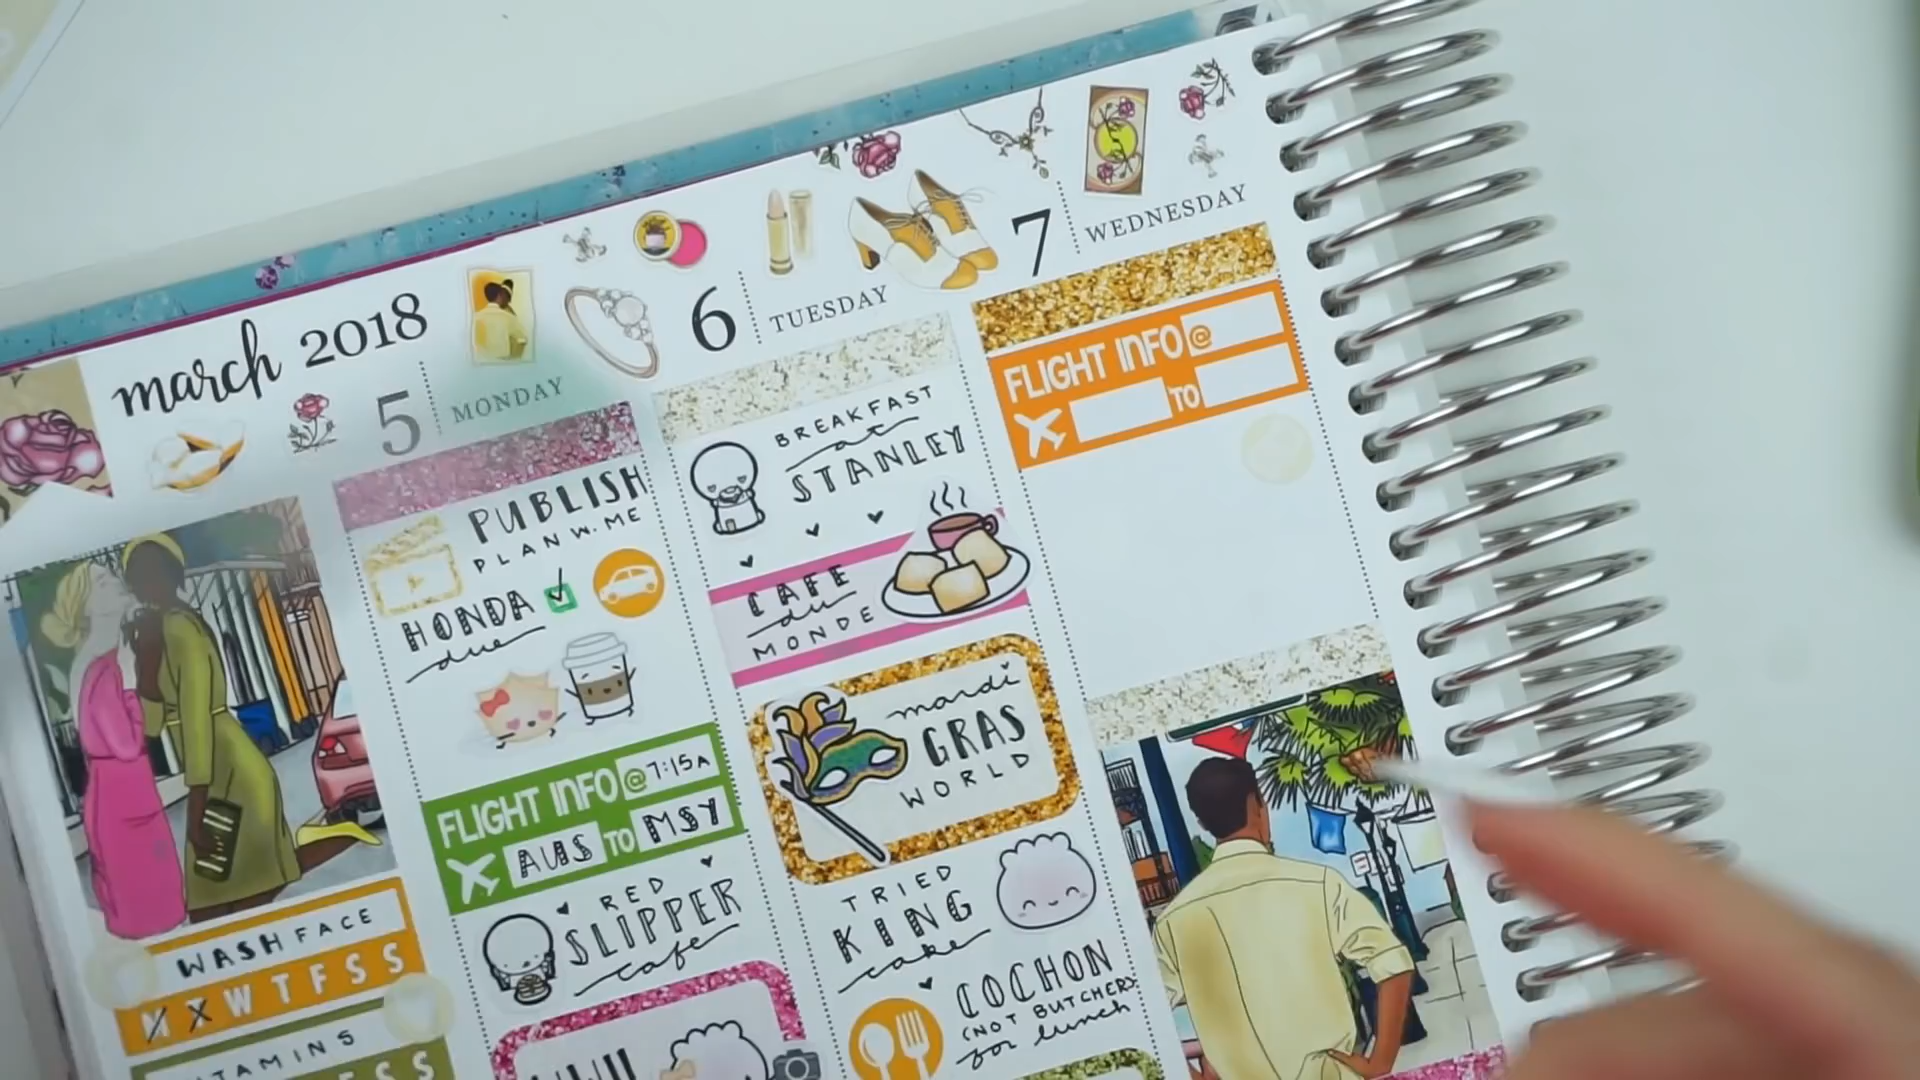 march 2018
5 MONDAY
6 TUESDAY
7 WEDNESDAY
WASH FACE
M X W T F S S
PUBLISH
PLAN W. ME
HONDA
due
FLIGHT INFO @ 7:15A
AUS TO MSY
RED
SLIPPER
cafe
BREAKFAST
at
STANLEY
CAFE
du
MONDE
mardi
GRAS
WORLD
TRIED
KING
cake
COCHON
(NOT BUTCHER)
for lunch
FLIGHT INFO @
TO